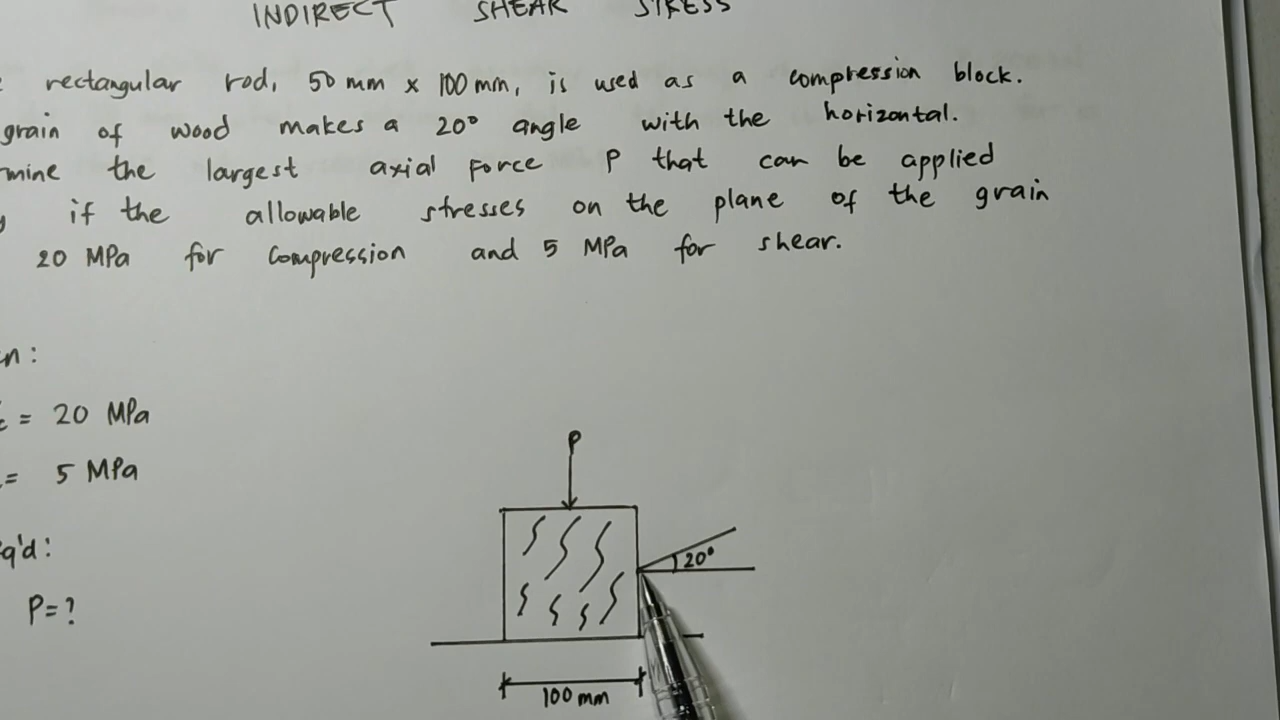 INDIRECT SHEAR STRESS
rectangular rod, 50 mm x 100 mm, is used as a compression block.
grain of wood makes a 20° angle with the horizontal.
mine the largest axial force P that can be applied
if the allowable stresses on the plane of the grain
20 MPa for compression and 5 MPa for shear.
n:
= 20 MPa
= 5 MPa
q'd:
P = ?
P
20°
100 mm